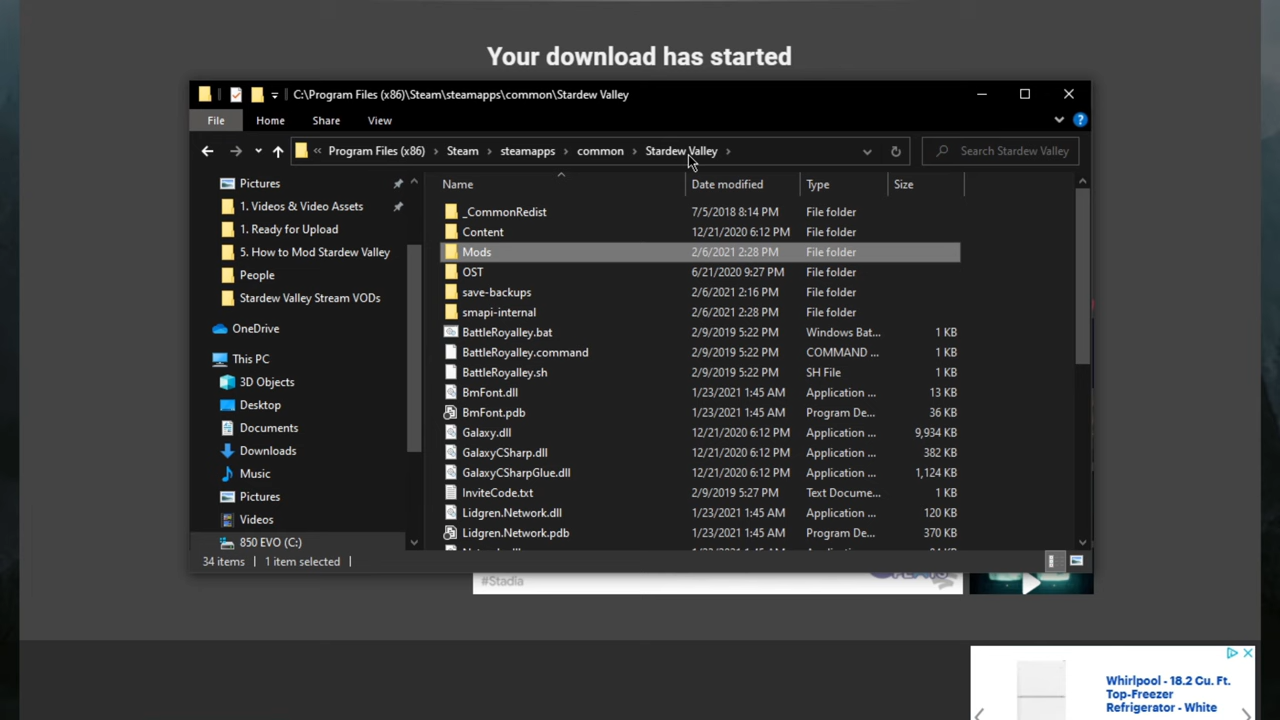 Your download has started
C:\Program Files (x86)\Steam\steamapps\common\Stardew Valley
File Home Share View
« Program Files (x86) › Steam › steamapps › common › Stardew Valley › Search Stardew Valley
Pictures
1. Videos & Video Assets
1. Ready for Upload
5. How to Mod Stardew Valley
People
Stardew Valley Stream VODs
OneDrive
This PC
3D Objects
Desktop
Documents
Downloads
Music
Pictures
Videos
850 EVO (C:)
Name Date modified Type Size
_CommonRedist 7/5/2018 8:14 PM File folder
Content 12/21/2020 6:12 PM File folder
Mods 2/6/2021 2:28 PM File folder
OST 6/21/2020 9:27 PM File folder
save-backups 2/6/2021 2:16 PM File folder
smapi-internal 2/6/2021 2:28 PM File folder
BattleRoyalley.bat 2/9/2019 5:22 PM Windows Bat... 1 KB
BattleRoyalley.command 2/9/2019 5:22 PM COMMAND ... 1 KB
BattleRoyalley.sh 2/9/2019 5:22 PM SH File 1 KB
BmFont.dll 1/23/2021 1:45 AM Application ... 13 KB
BmFont.pdb 1/23/2021 1:45 AM Program De... 36 KB
Galaxy.dll 12/21/2020 6:12 PM Application ... 9,934 KB
GalaxyCSharp.dll 12/21/2020 6:12 PM Application ... 382 KB
GalaxyCSharpGlue.dll 12/21/2020 6:12 PM Application ... 1,124 KB
InviteCode.txt 2/9/2019 5:27 PM Text Docume... 1 KB
Lidgren.Network.dll 1/23/2021 1:45 AM Application ... 120 KB
Lidgren.Network.pdb 1/23/2021 1:45 AM Program De... 370 KB
34 items 1 item selected
#Stadia
Whirlpool - 18.2 Cu. Ft.
Top-Freezer
Refrigerator - White